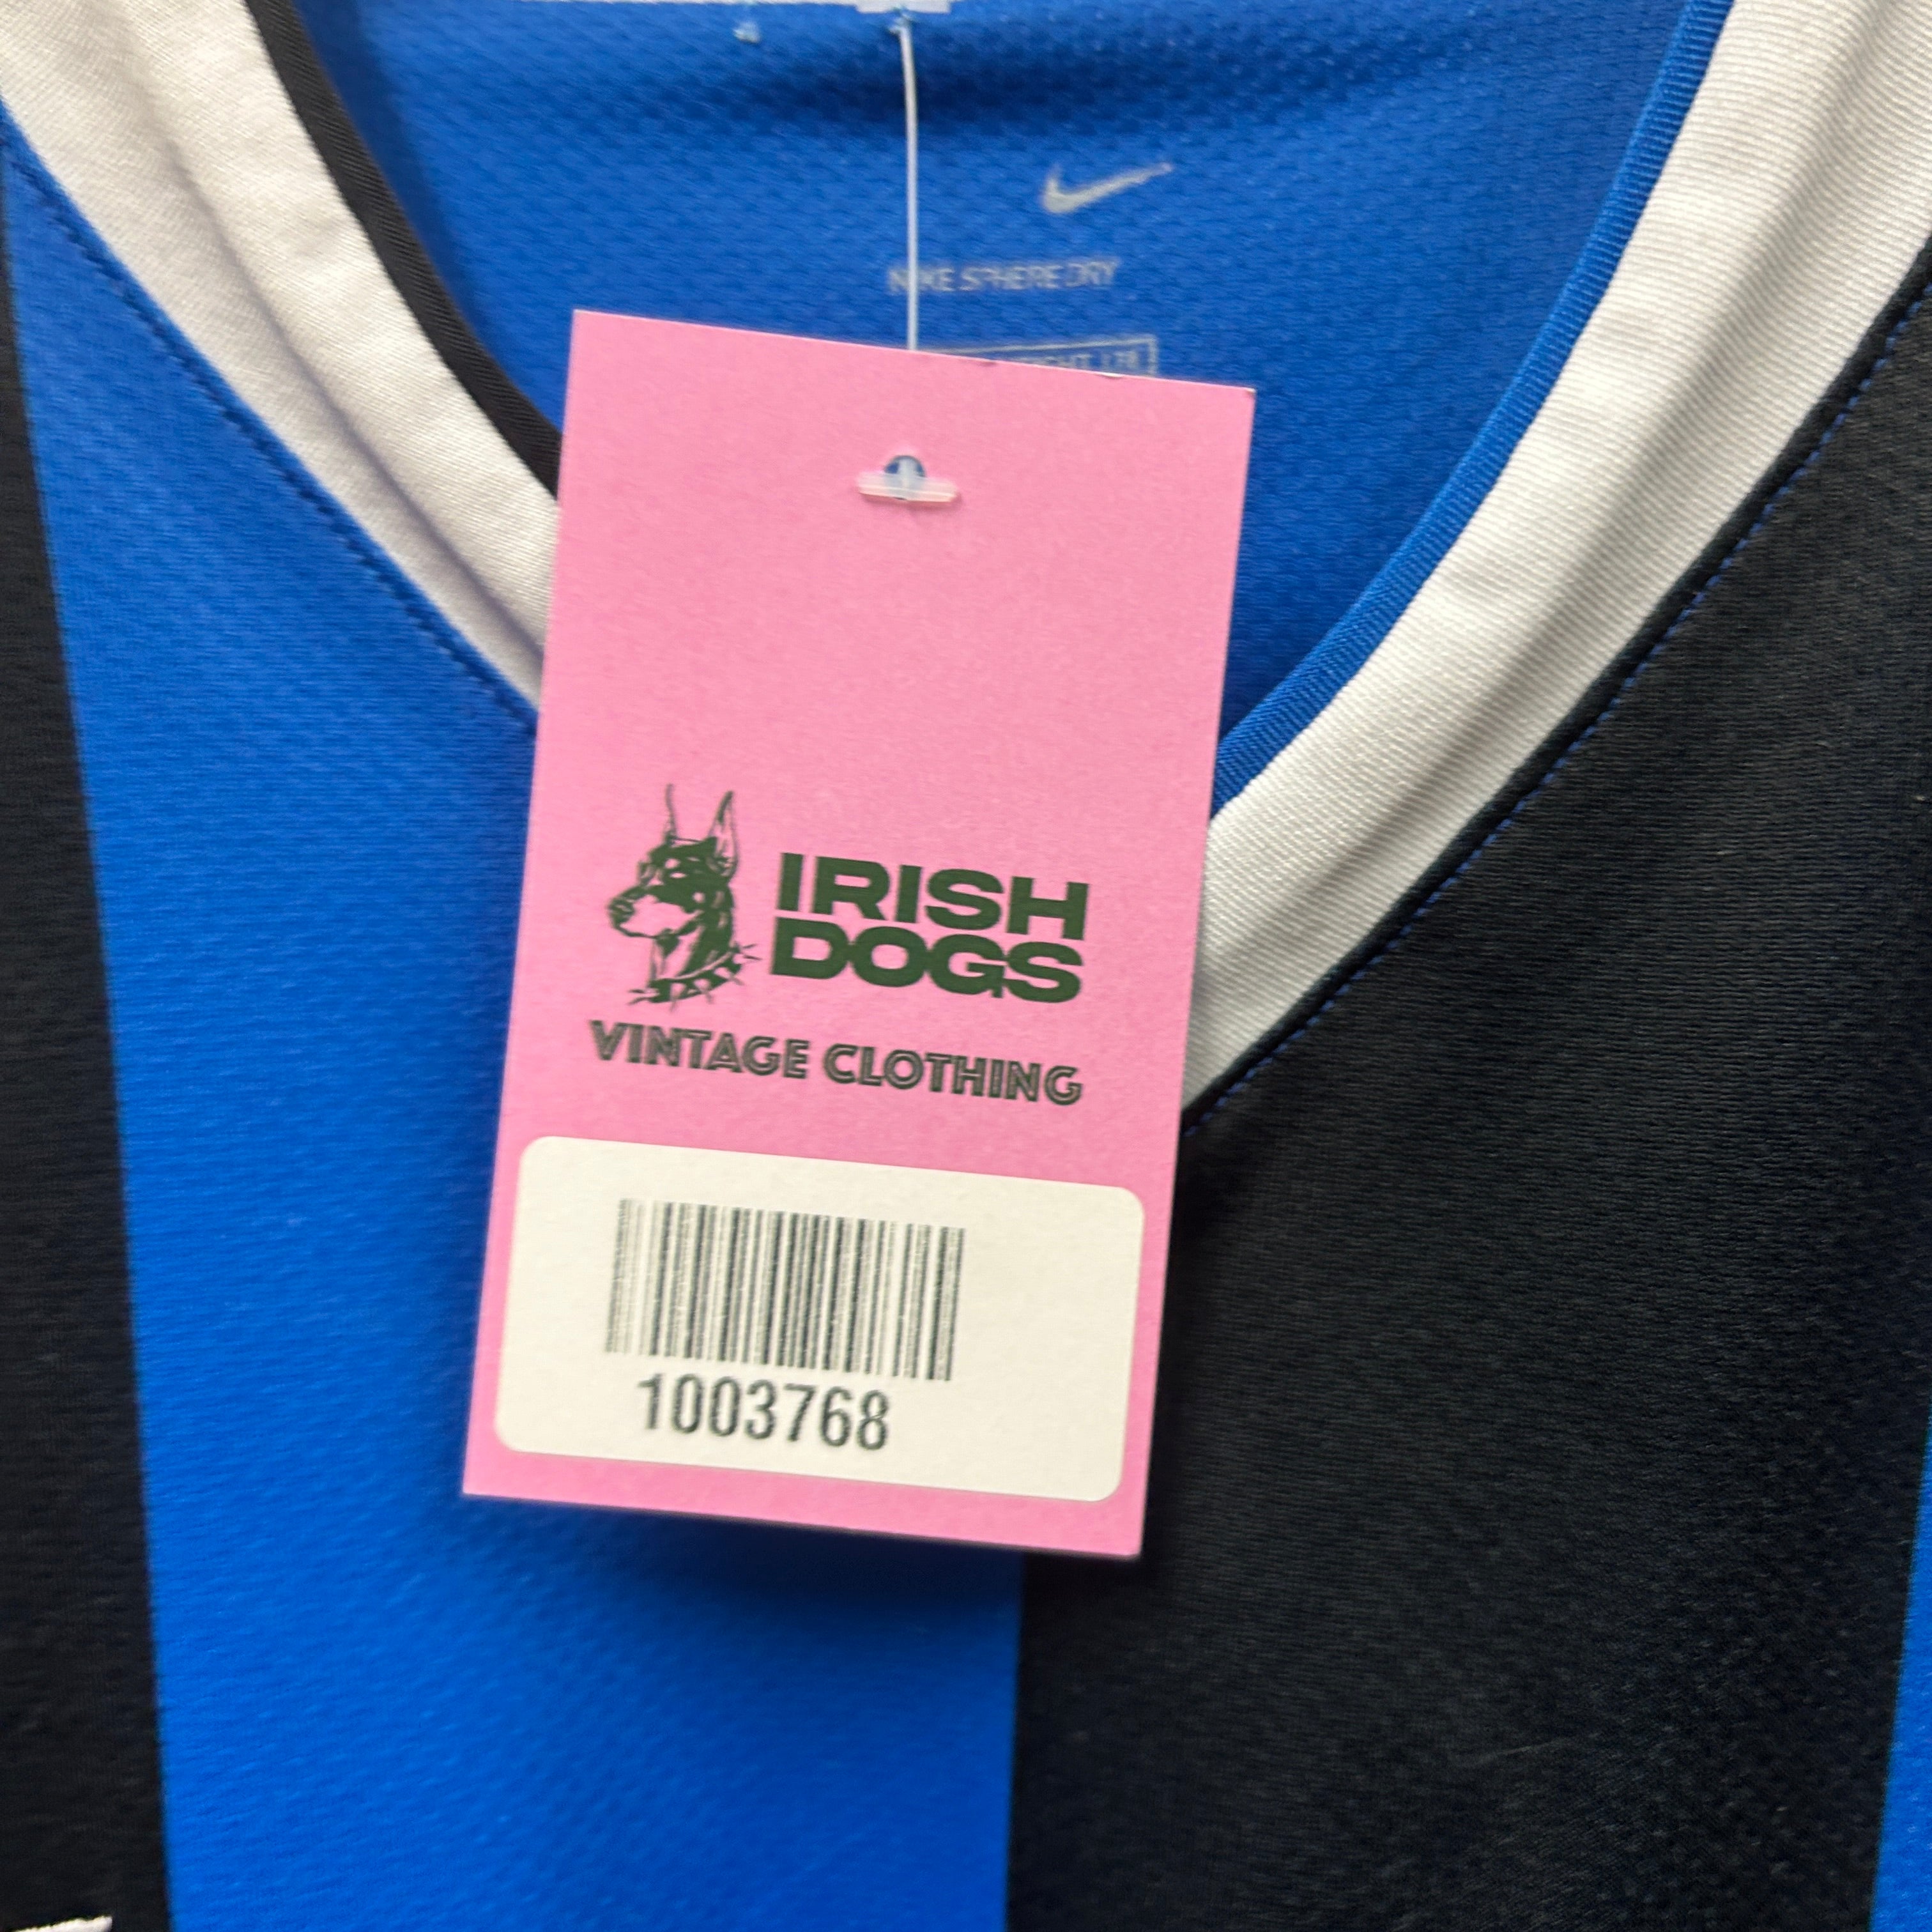 NIKE SPHERE DRY
IRISH
DOGS
VINTAGE CLOTHING
1003768